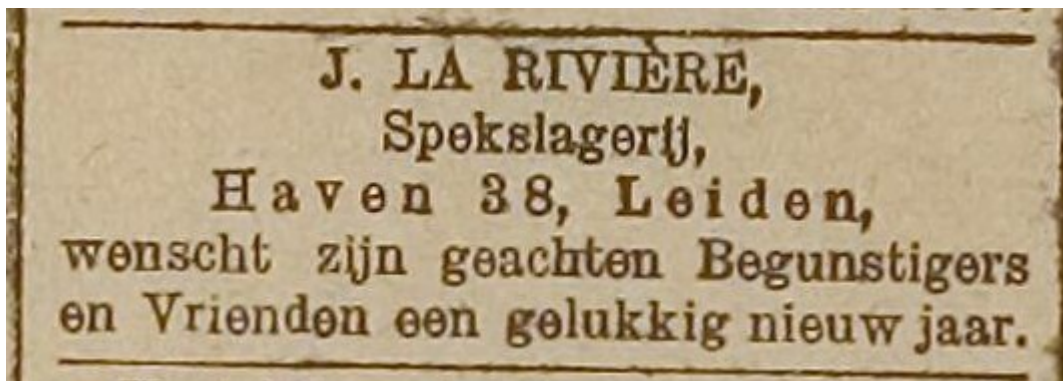 J. LA RIVIÈRE,
Spekslagerij,
Haven 38, Leiden,
wenscht zijn geachten Begunstigers
en Vrienden een gelukkig nieuw jaar.